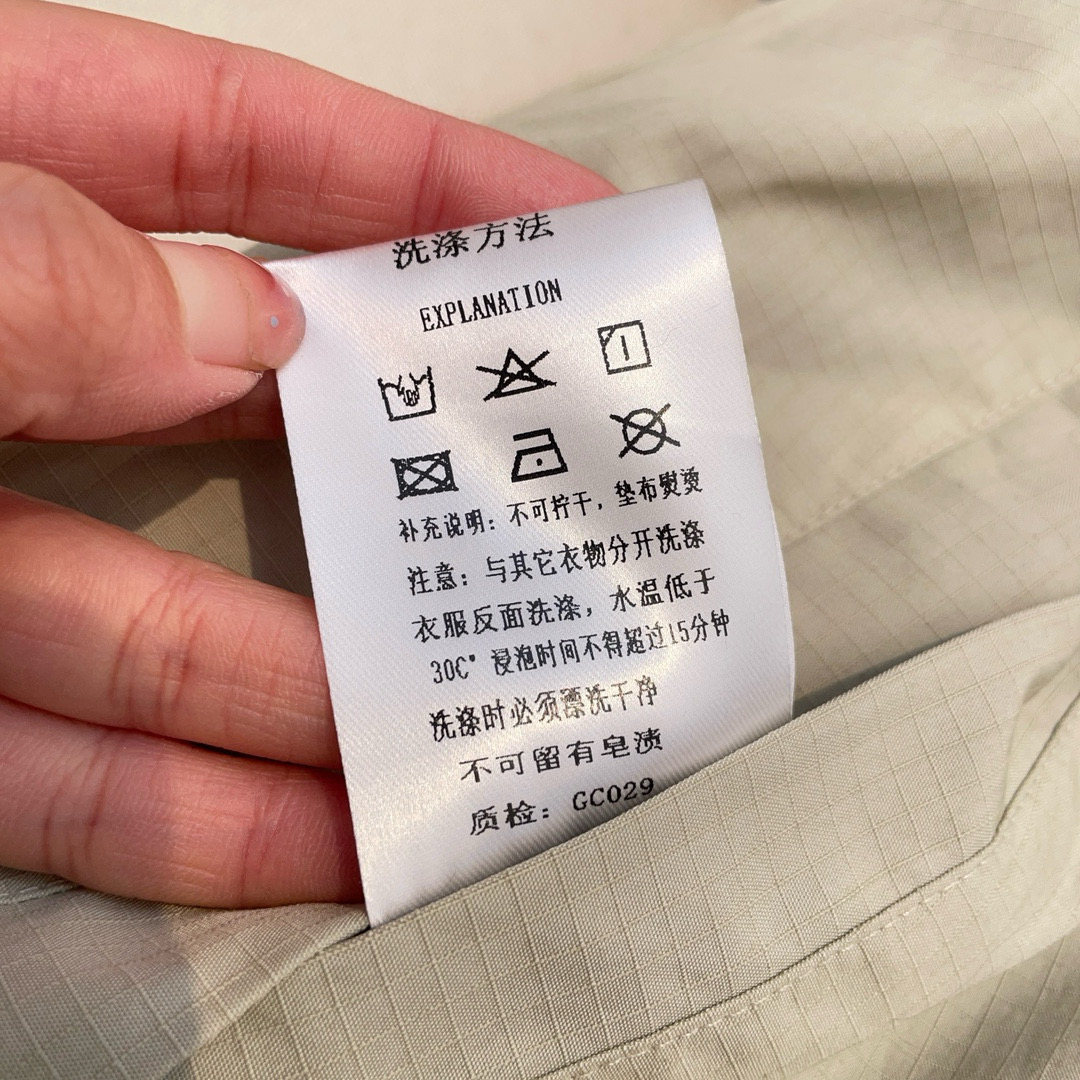 洗涤方法
EXPLANATION
补充说明：不可拧干，垫布熨烫
注意：与其它衣物分开洗涤
衣服反面洗涤，水温低于
30C° 浸泡时间不得超过15分钟
洗涤时必须漂洗干净
不可留有皂渍
质检：GC029